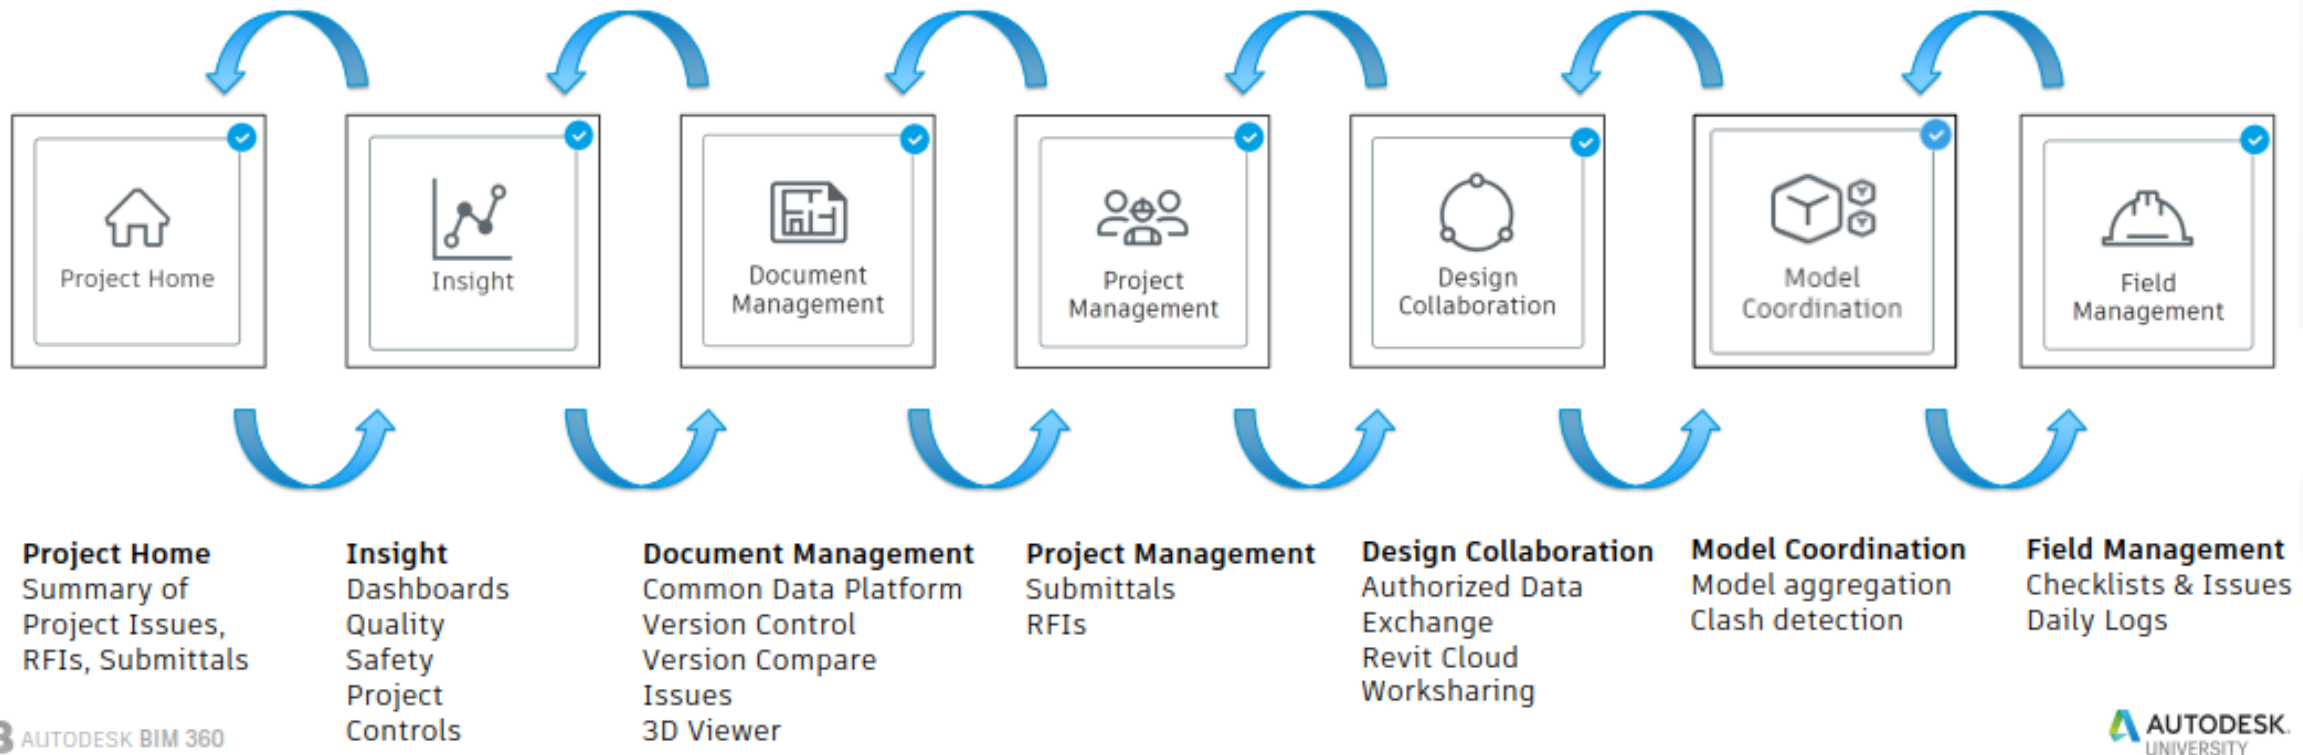 Project Home
Insight
Document
Management
Project
Management
Design
Collaboration
Model
Coordination
Field
Management
Project Home
Summary of
Project Issues,
RFIs, Submittals
Insight
Dashboards
Quality
Safety
Project
Controls
Document Management
Common Data Platform
Version Control
Version Compare
Issues
3D Viewer
Project Management
Submittals
RFIs
Design Collaboration
Authorized Data
Exchange
Revit Cloud
Worksharing
Model Coordination
Model aggregation
Clash detection
Field Management
Checklists & Issues
Daily Logs
AUTODESK BIM 360
AUTODESK.
UNIVERSITY